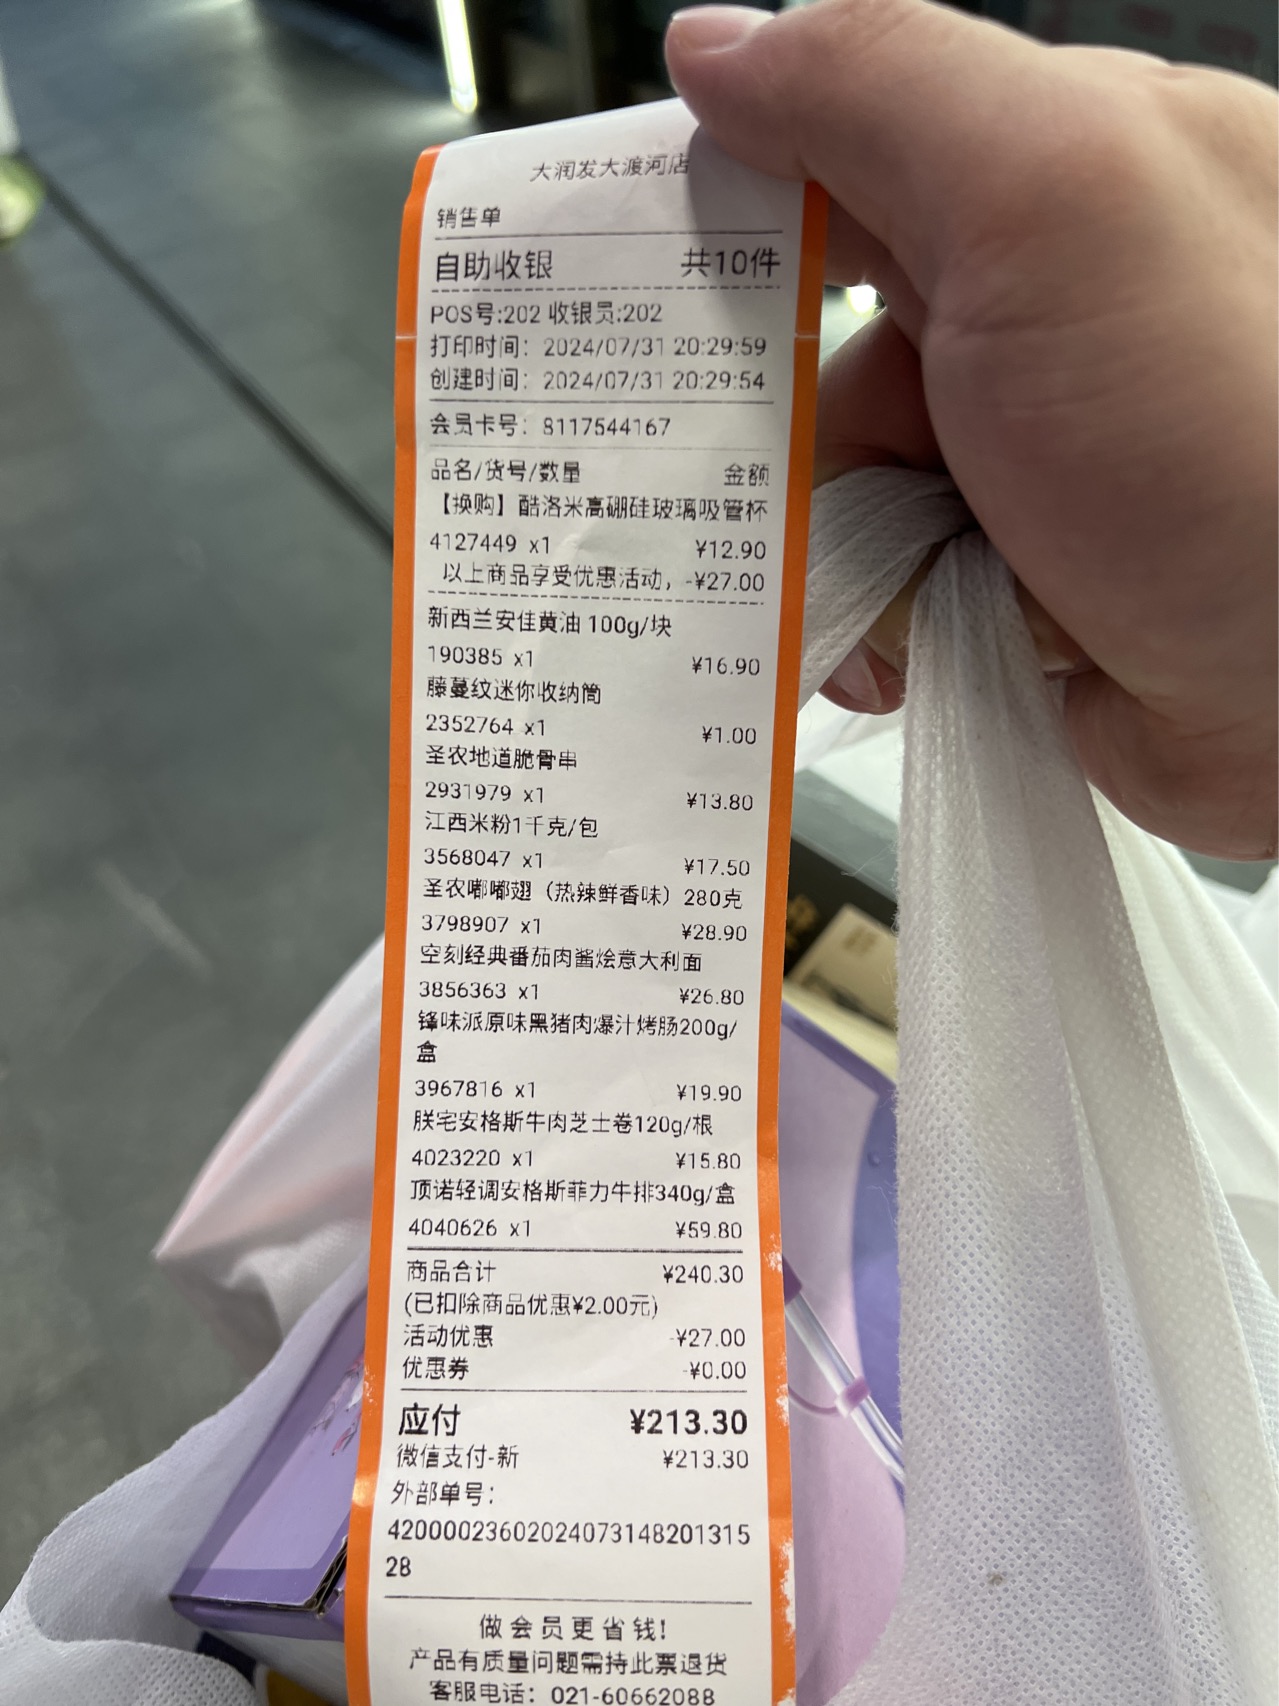 大润发大渡河店
销售单
自助收银 共10件
POS号:202 收银员:202
打印时间: 2024/07/31 20:29:59
创建时间: 2024/07/31 20:29:54
会员卡号: 8117544167
品名/货号/数量 金额
【换购】酷洛米高硼硅玻璃吸管杯
4127449 x1 ¥12.90
以上商品享受优惠活动, -¥27.00
新西兰安佳黄油 100g/块
190385 x1 ¥16.90
藤蔓纹迷你收纳筒
2352764 x1 ¥1.00
圣农地道脆骨串
2931979 x1 ¥13.80
江西米粉1千克/包
3568047 x1 ¥17.50
圣农嘟嘟翅（热辣鲜香味）280克
3798907 x1 ¥28.90
空刻经典番茄肉酱烩意大利面
3856363 x1 ¥26.80
锋味派原味黑猪肉爆汁烤肠200g/
盒
3967816 x1 ¥19.90
朕宅安格斯牛肉芝士卷120g/根
4023220 x1 ¥15.80
顶诺轻调安格斯菲力牛排340g/盒
4040626 x1 ¥59.80
商品合计 ¥240.30
(已扣除商品优惠¥2.00元)
活动优惠 -¥27.00
优惠券 -¥0.00
应付 ¥213.30
微信支付-新 ¥213.30
外部单号:
42000023602024073148201315
28
做会员更省钱!
产品有质量问题需持此票退货
客服电话: 021-60662088